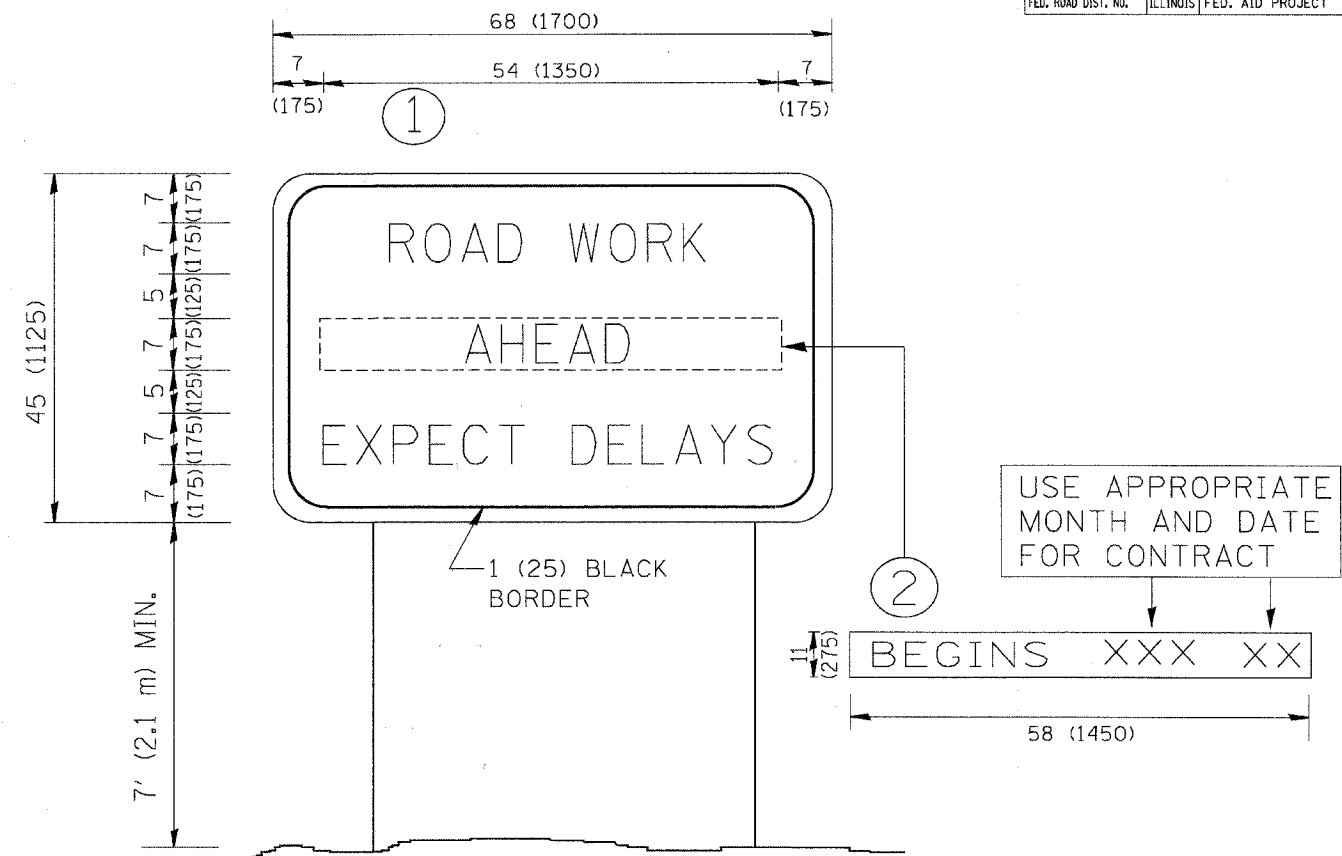 FED. ROAD DIST. NO. ILLINOIS FED. AID PROJECT
68 (1700)
7 54 (1350) 7
(175) (175)
1
45 (1125)
7 (175)
7 (175)
5 (125)
7 (175)
5 (125)
7 (175)
7 (175)
ROAD WORK
AHEAD
EXPECT DELAYS
1 (25) BLACK
BORDER
7' (2.1 m) MIN.
USE APPROPRIATE
MONTH AND DATE
FOR CONTRACT
2
11 (275)
BEGINS XXX XX
58 (1450)